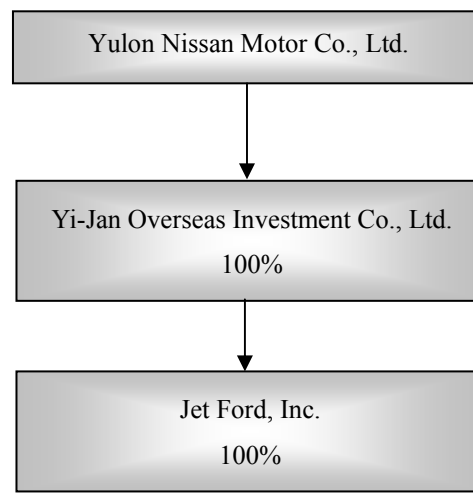 Yulon Nissan Motor Co., Ltd.
Yi-Jan Overseas Investment Co., Ltd.
100%
Jet Ford, Inc.
100%